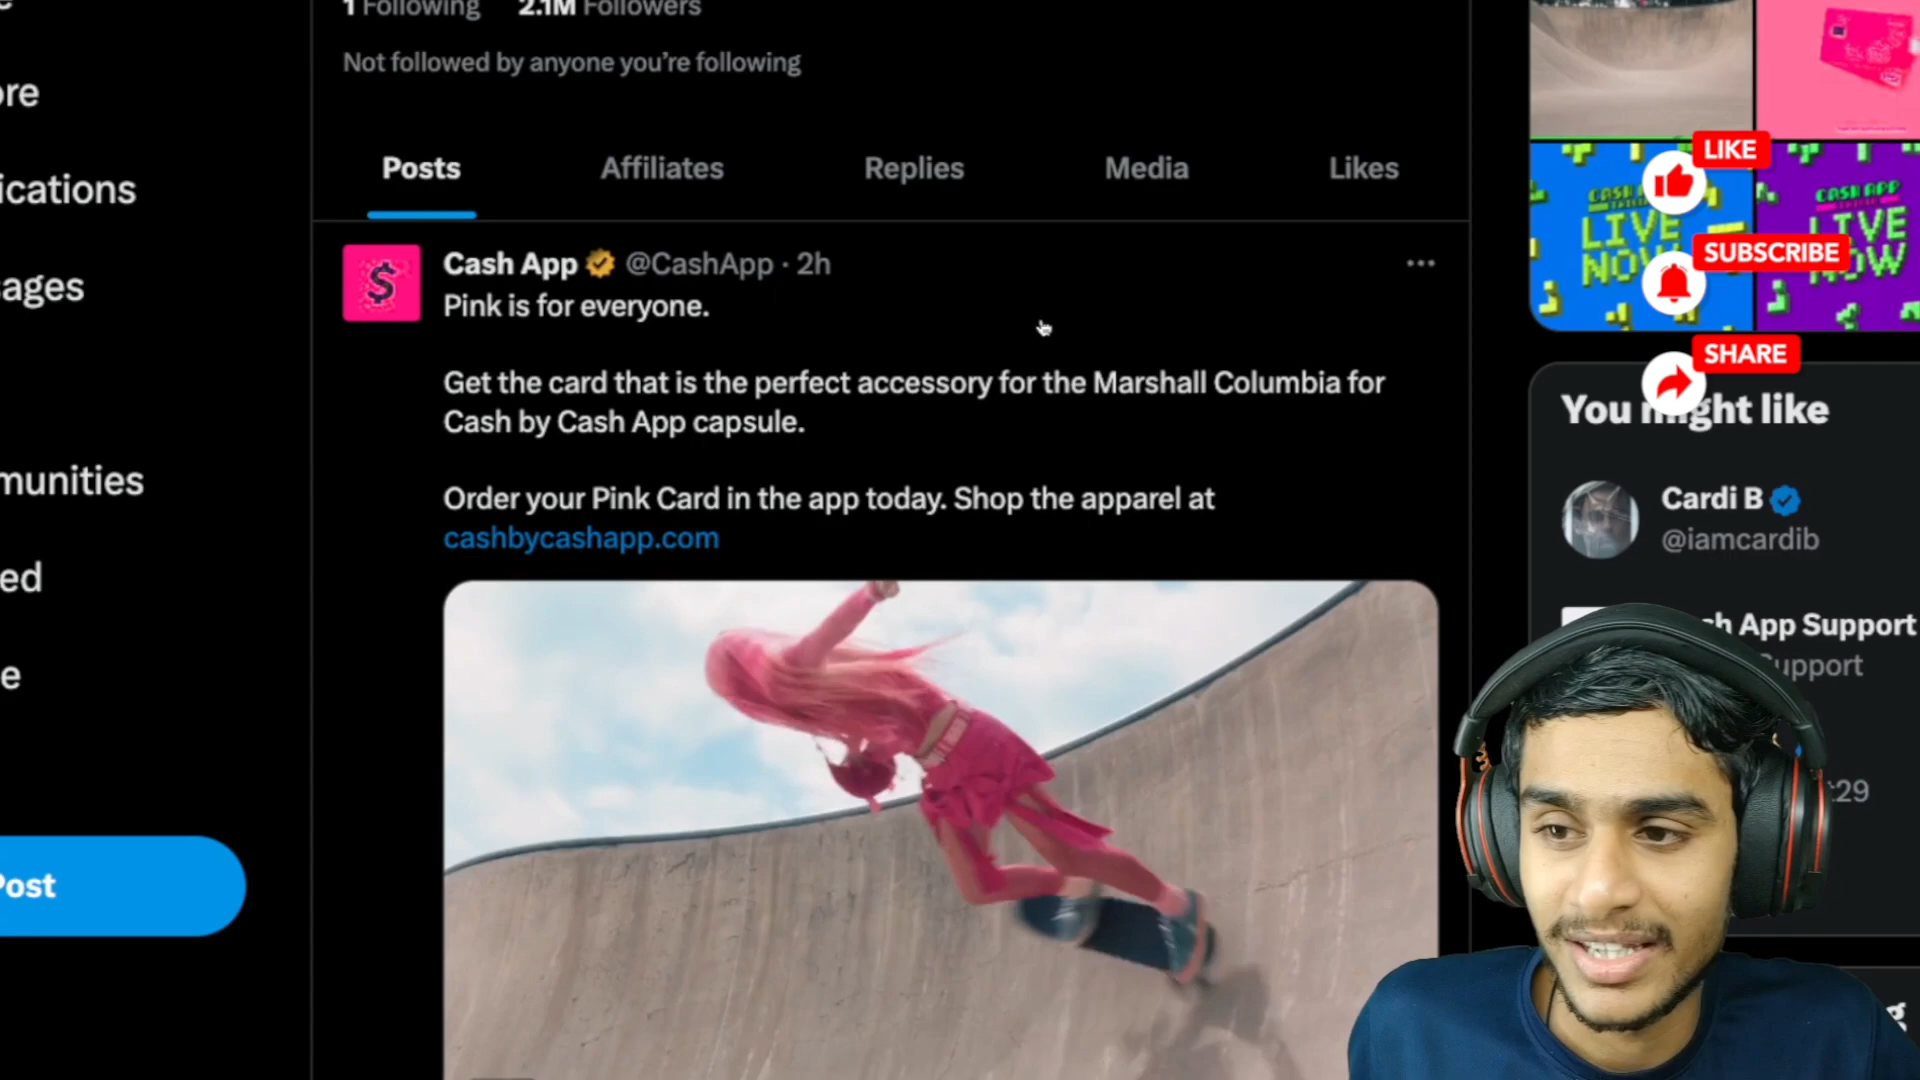 1 Following 2.1M Followers
Not followed by anyone you're following
ore
ications
sages
munities
ed
e
Post
Posts Affiliates Replies Media Likes
Cash App @CashApp · 2h
Pink is for everyone.
Get the card that is the perfect accessory for the Marshall Columbia for
Cash by Cash App capsule.
Order your Pink Card in the app today. Shop the apparel at
cashbycashapp.com
CASH APP
LIVE
NOW
LIKE
SUBSCRIBE
SHARE
You might like
Cardi B
@iamcardib
sh App Support
Support
:29